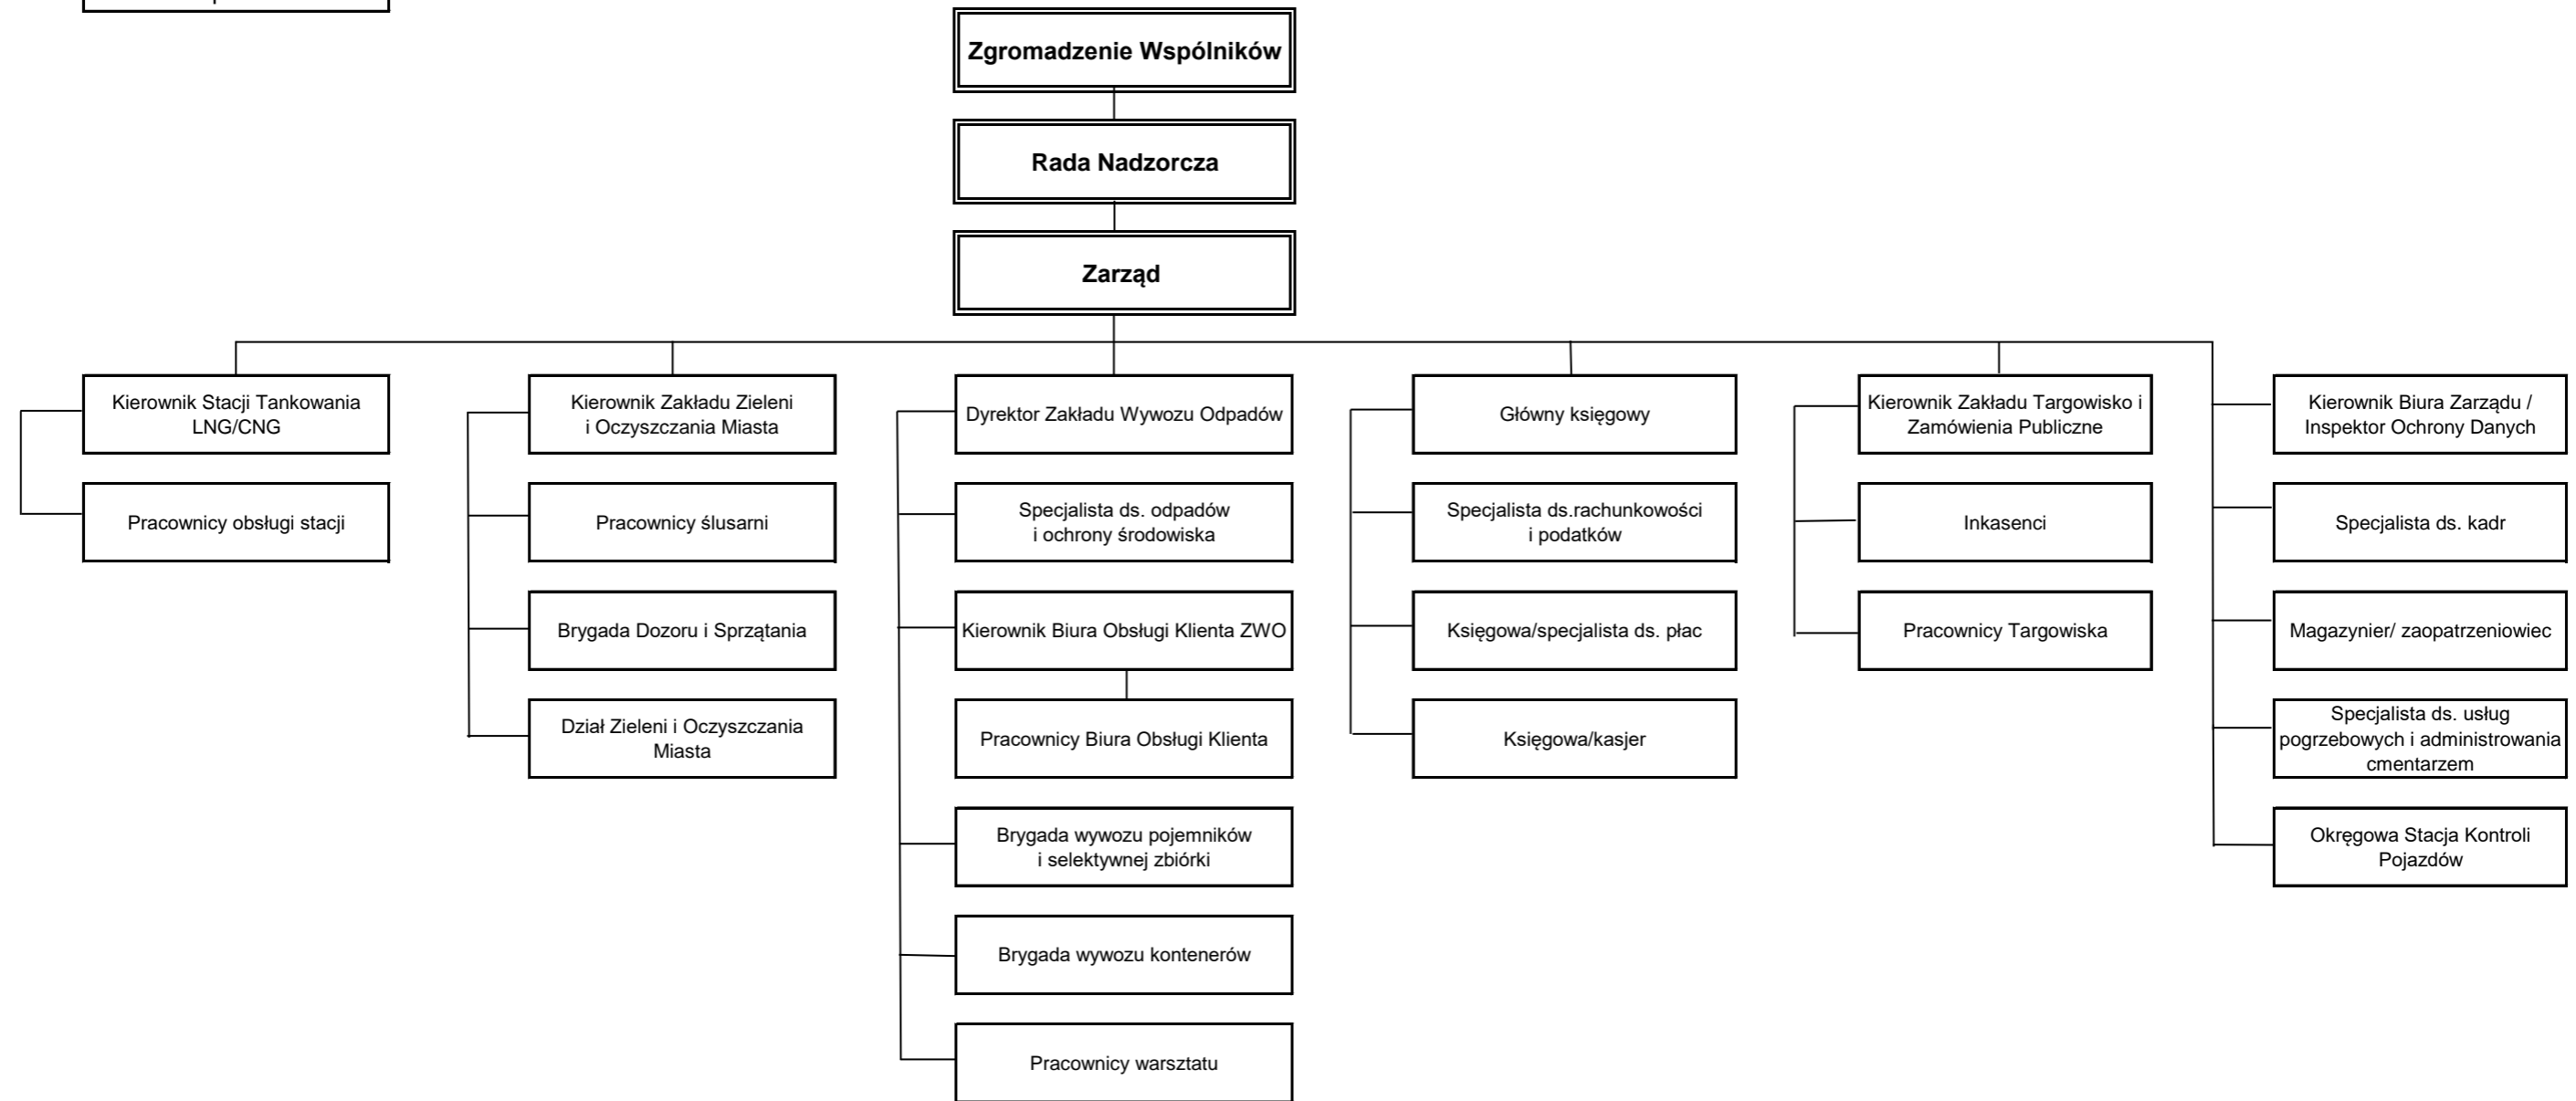 Zgromadzenie Wspólników
Rada Nadzorcza
Zarząd
Kierownik Stacji Tankowania
LNG/CNG
Pracownicy obsługi stacji
Kierownik Zakładu Zieleni
i Oczyszczania Miasta
Pracownicy ślusarni
Brygada Dozoru i Sprzątania
Dział Zieleni i Oczyszczania
Miasta
Dyrektor Zakładu Wywozu Odpadów
Specjalista ds. odpadów
i ochrony środowiska
Kierownik Biura Obsługi Klienta ZWO
Pracownicy Biura Obsługi Klienta
Brygada wywozu pojemników
i selektywnej zbiórki
Brygada wywozu kontenerów
Pracownicy warsztatu
Główny księgowy
Specjalista ds.rachunkowości
i podatków
Księgowa/specjalista ds. płac
Księgowa/kasjer
Kierownik Zakładu Targowisko i
Zamówienia Publiczne
Inkasenci
Pracownicy Targowiska
Kierownik Biura Zarządu /
Inspektor Ochrony Danych
Specjalista ds. kadr
Magazynier/ zaopatrzeniowiec
Specjalista ds. usług
pogrzebowych i administrowania
cmentarzem
Okręgowa Stacja Kontroli
Pojazdów